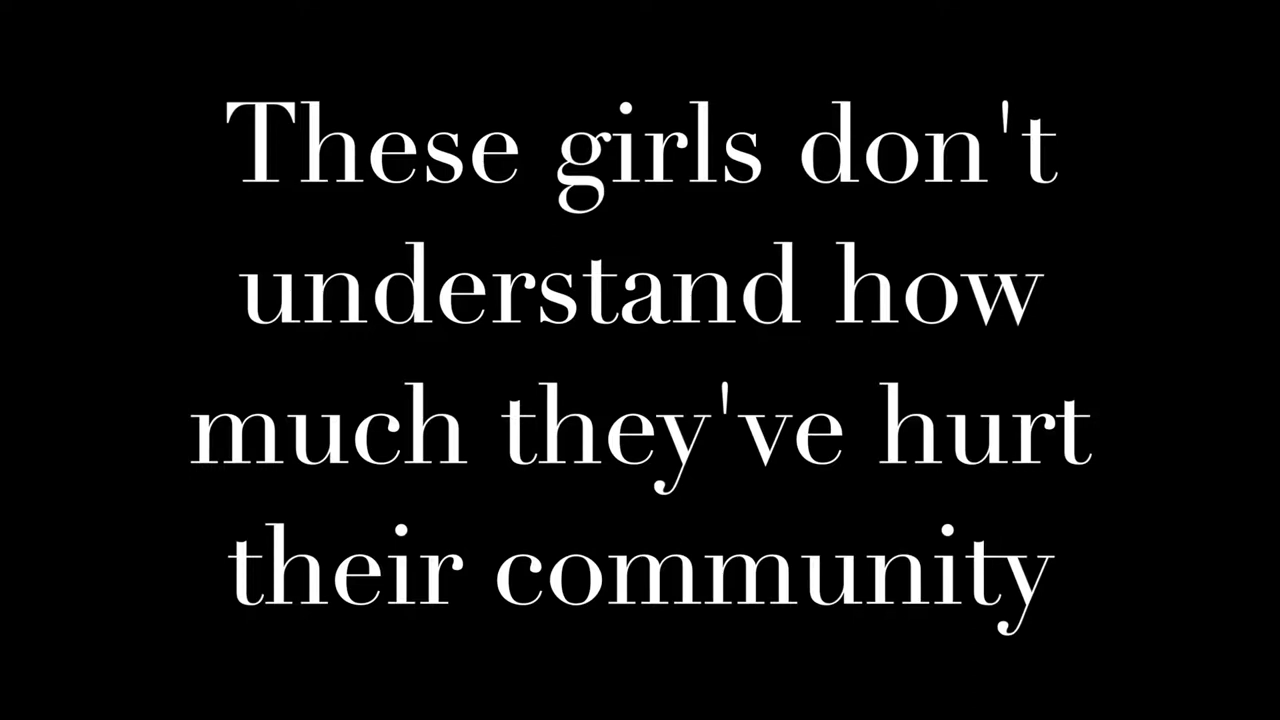 These girls don't
understand how
much they've hurt
their community